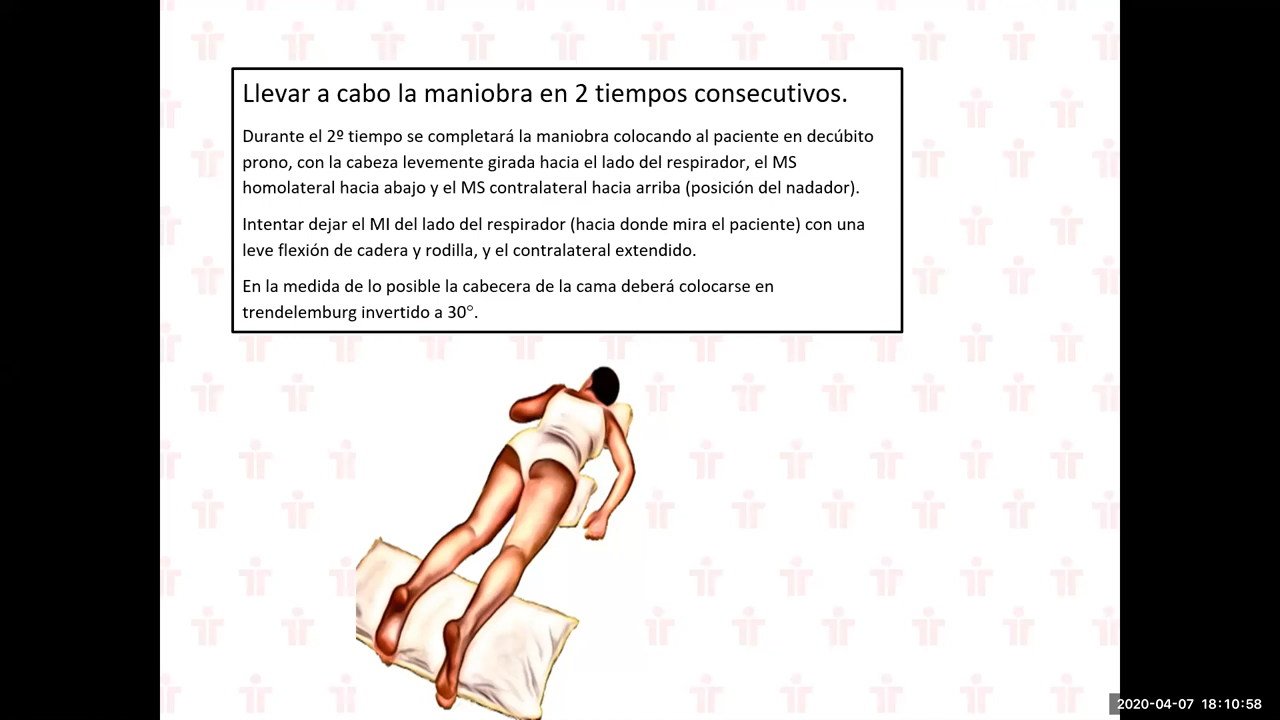 Llevar a cabo la maniobra en 2 tiempos consecutivos.
Durante el 2º tiempo se completará la maniobra colocando al paciente en decúbito
prono, con la cabeza levemente girada hacia el lado del respirador, el MS
homolateral hacia abajo y el MS contralateral hacia arriba (posición del nadador).
Intentar dejar el MI del lado del respirador (hacia donde mira el paciente) con una
leve flexión de cadera y rodilla, y el contralateral extendido.
En la medida de lo posible la cabecera de la cama deberá colocarse en
trendelemburg invertido a 30°.
2020-04-07 18:10:58